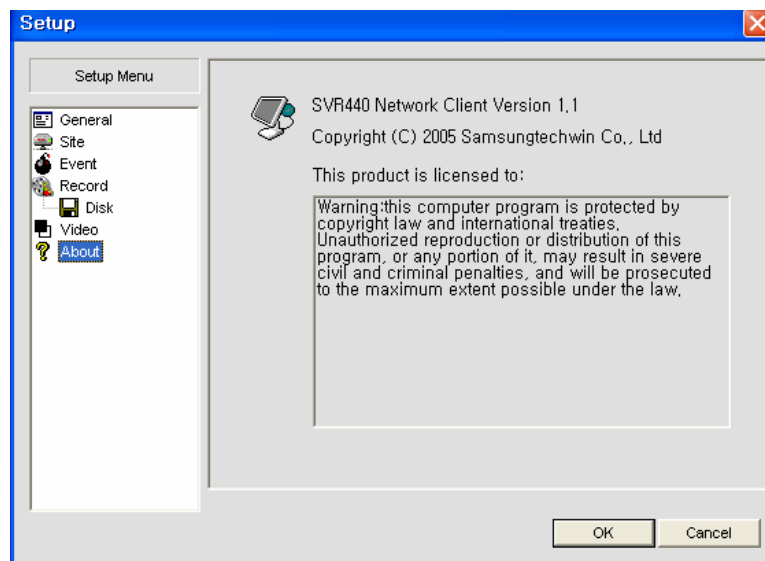 Setup
Setup Menu
General
Site
Event
Record
Disk
Video
About
SVR440 Network Client Version 1.1
Copyright (C) 2005 Samsungtechwin Co., Ltd
This product is licensed to:
Warning:this computer program is protected by
copyright law and international treaties.
Unauthorized reproduction or distribution of this
program, or any portion of it, may result in severe
civil and criminal penalties, and will be prosecuted
to the maximum extent possible under the law.
OK
Cancel